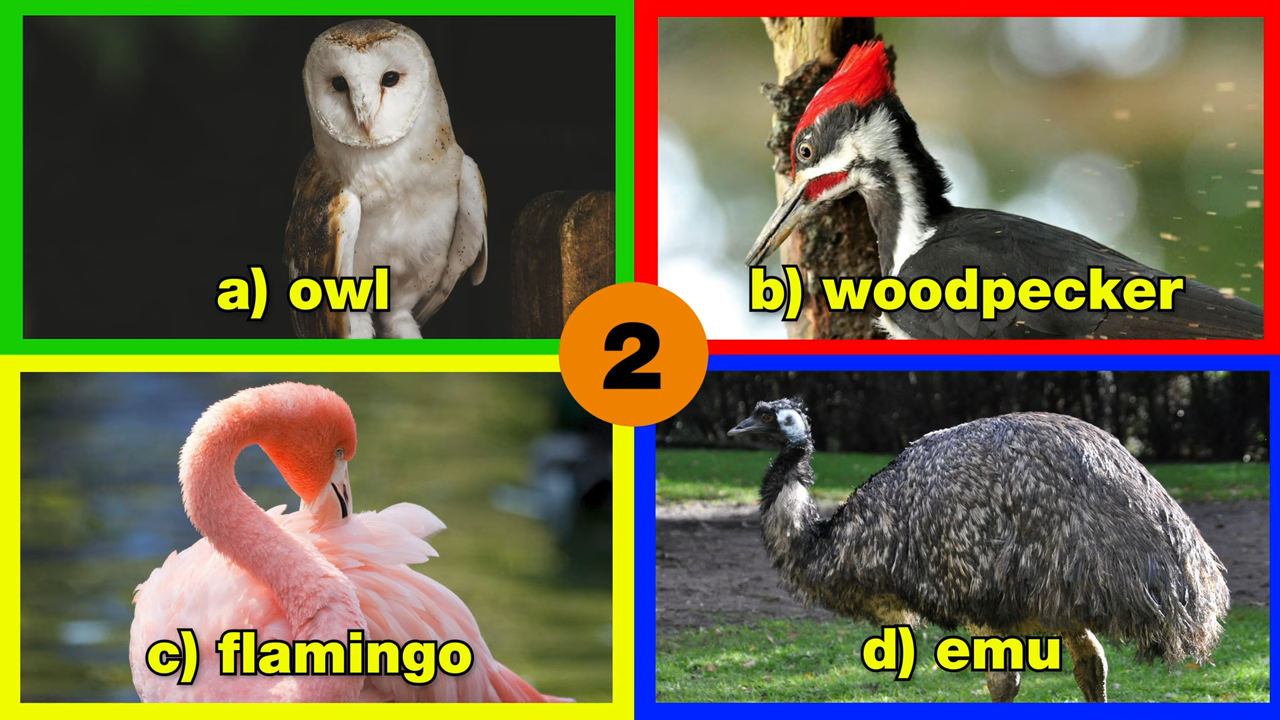 a) owl
b) woodpecker
2
c) flamingo
d) emu